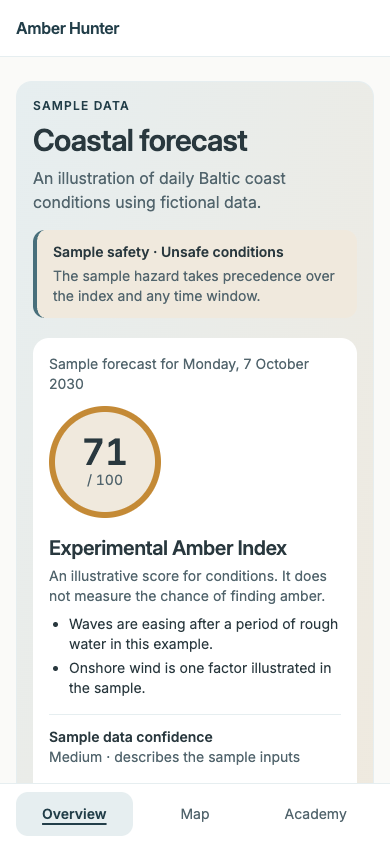 Amber Hunter
SAMPLE DATA
Coastal forecast
An illustration of daily Baltic coast
conditions using fictional data.
Sample safety · Unsafe conditions
The sample hazard takes precedence over
the index and any time window.
Sample forecast for Monday, 7 October
2030
71
/ 100
Experimental Amber Index
An illustrative score for conditions. It does
not measure the chance of finding amber.
• Waves are easing after a period of rough
water in this example.
• Onshore wind is one factor illustrated in
the sample.
Sample data confidence
Medium · describes the sample inputs
Overview
Map
Academy